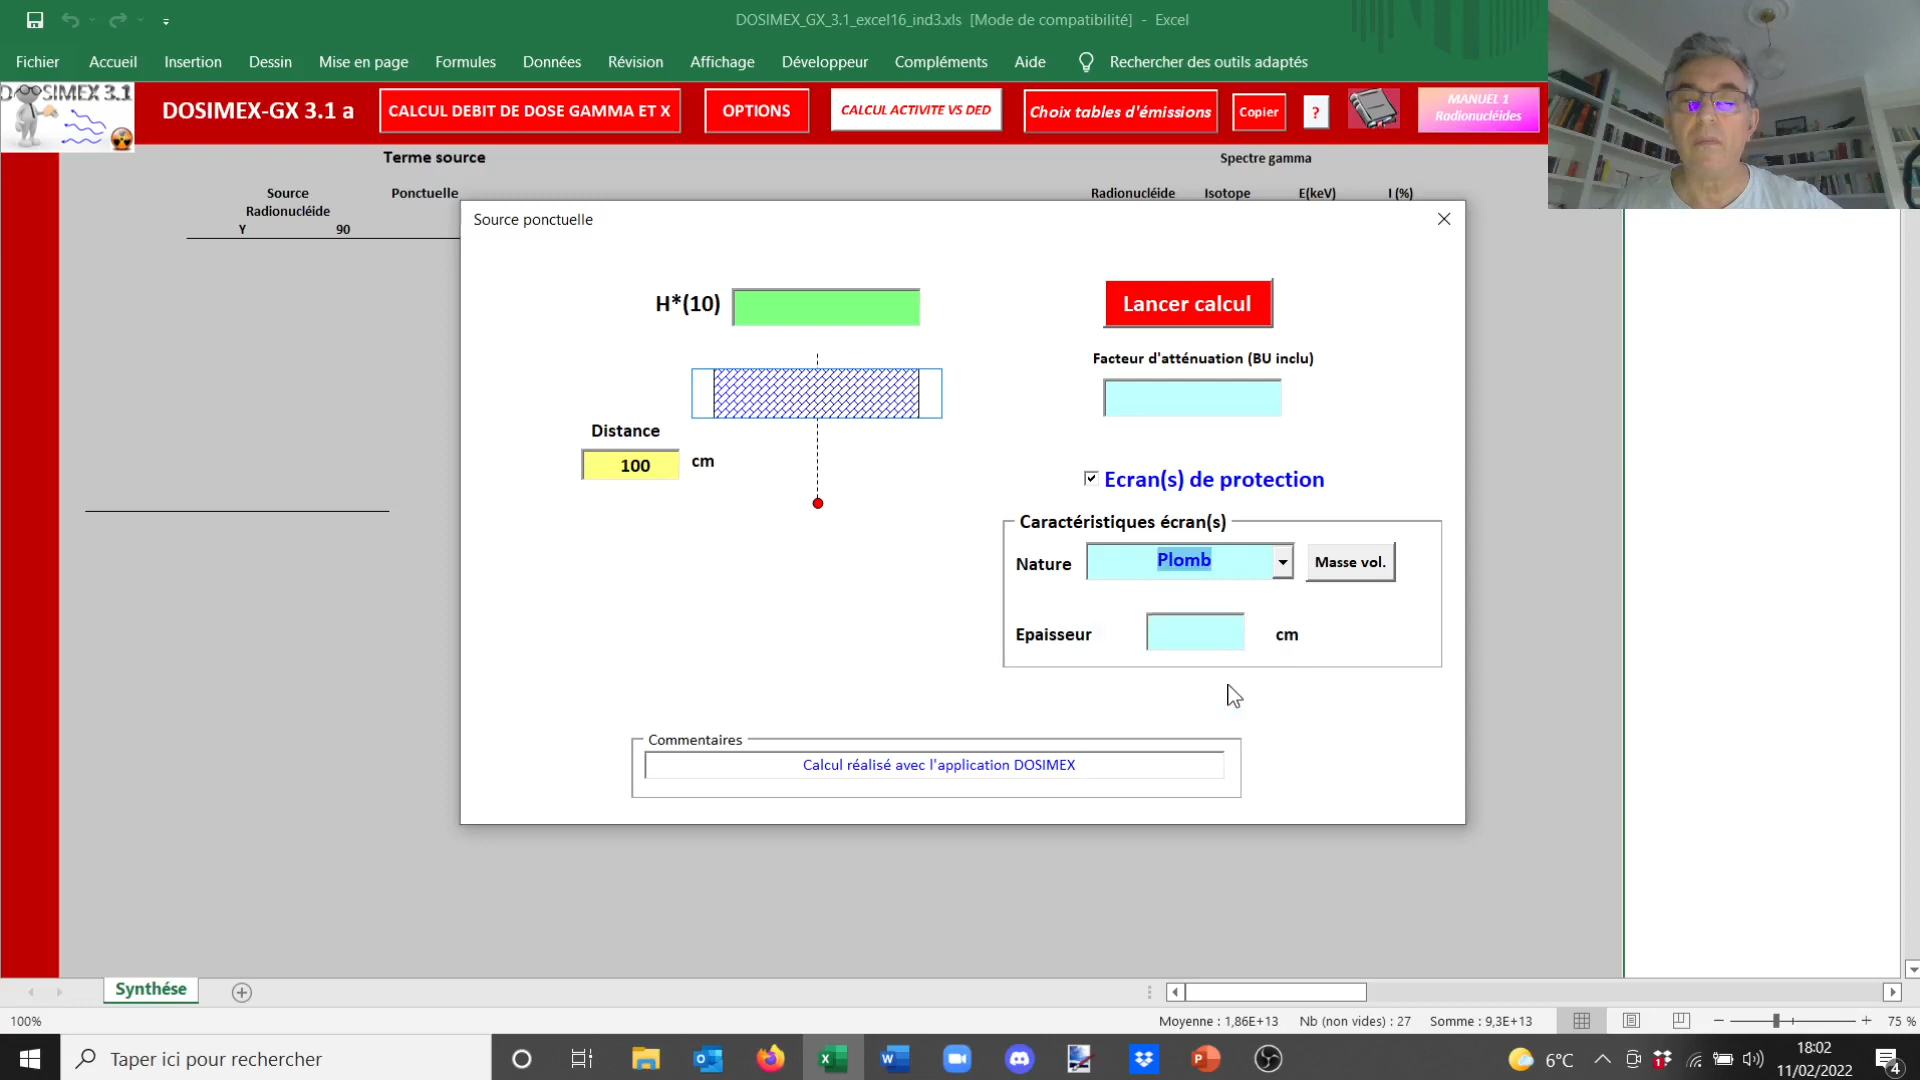 DOSIMEX_GX_3.1_excel16_ind3.xls [Mode de compatibilité] - Excel
Fichier Accueil Insertion Dessin Mise en page Formules Données Révision Affichage Développeur Compléments Aide Rechercher des outils adaptés
DOSIMEX 3.1
DOSIMEX-GX 3.1 a
CALCUL DEBIT DE DOSE GAMMA ET X
OPTIONS
CALCUL ACTIVITE VS DED
Choix tables d'émissions
Copier
?
MANUEL 1
Radionucléides
Terme source
Spectre gamma
Source Ponctuelle
Radionucléide Isotope E(keV) I (%)
Radionucléide
Y 90
Source ponctuelle
H*(10)
Lancer calcul
Facteur d'atténuation (BU inclu)
Distance
100 cm
Ecran(s) de protection
Caractéristiques écran(s)
Nature Plomb Masse vol.
Epaisseur cm
Commentaires
Calcul réalisé avec l'application DOSIMEX
Synthése
100%
Moyenne : 1,86E+13 Nb (non vides) : 27 Somme : 9,3E+13
75 %
Taper ici pour rechercher
6°C
18:02
11/02/2022
4